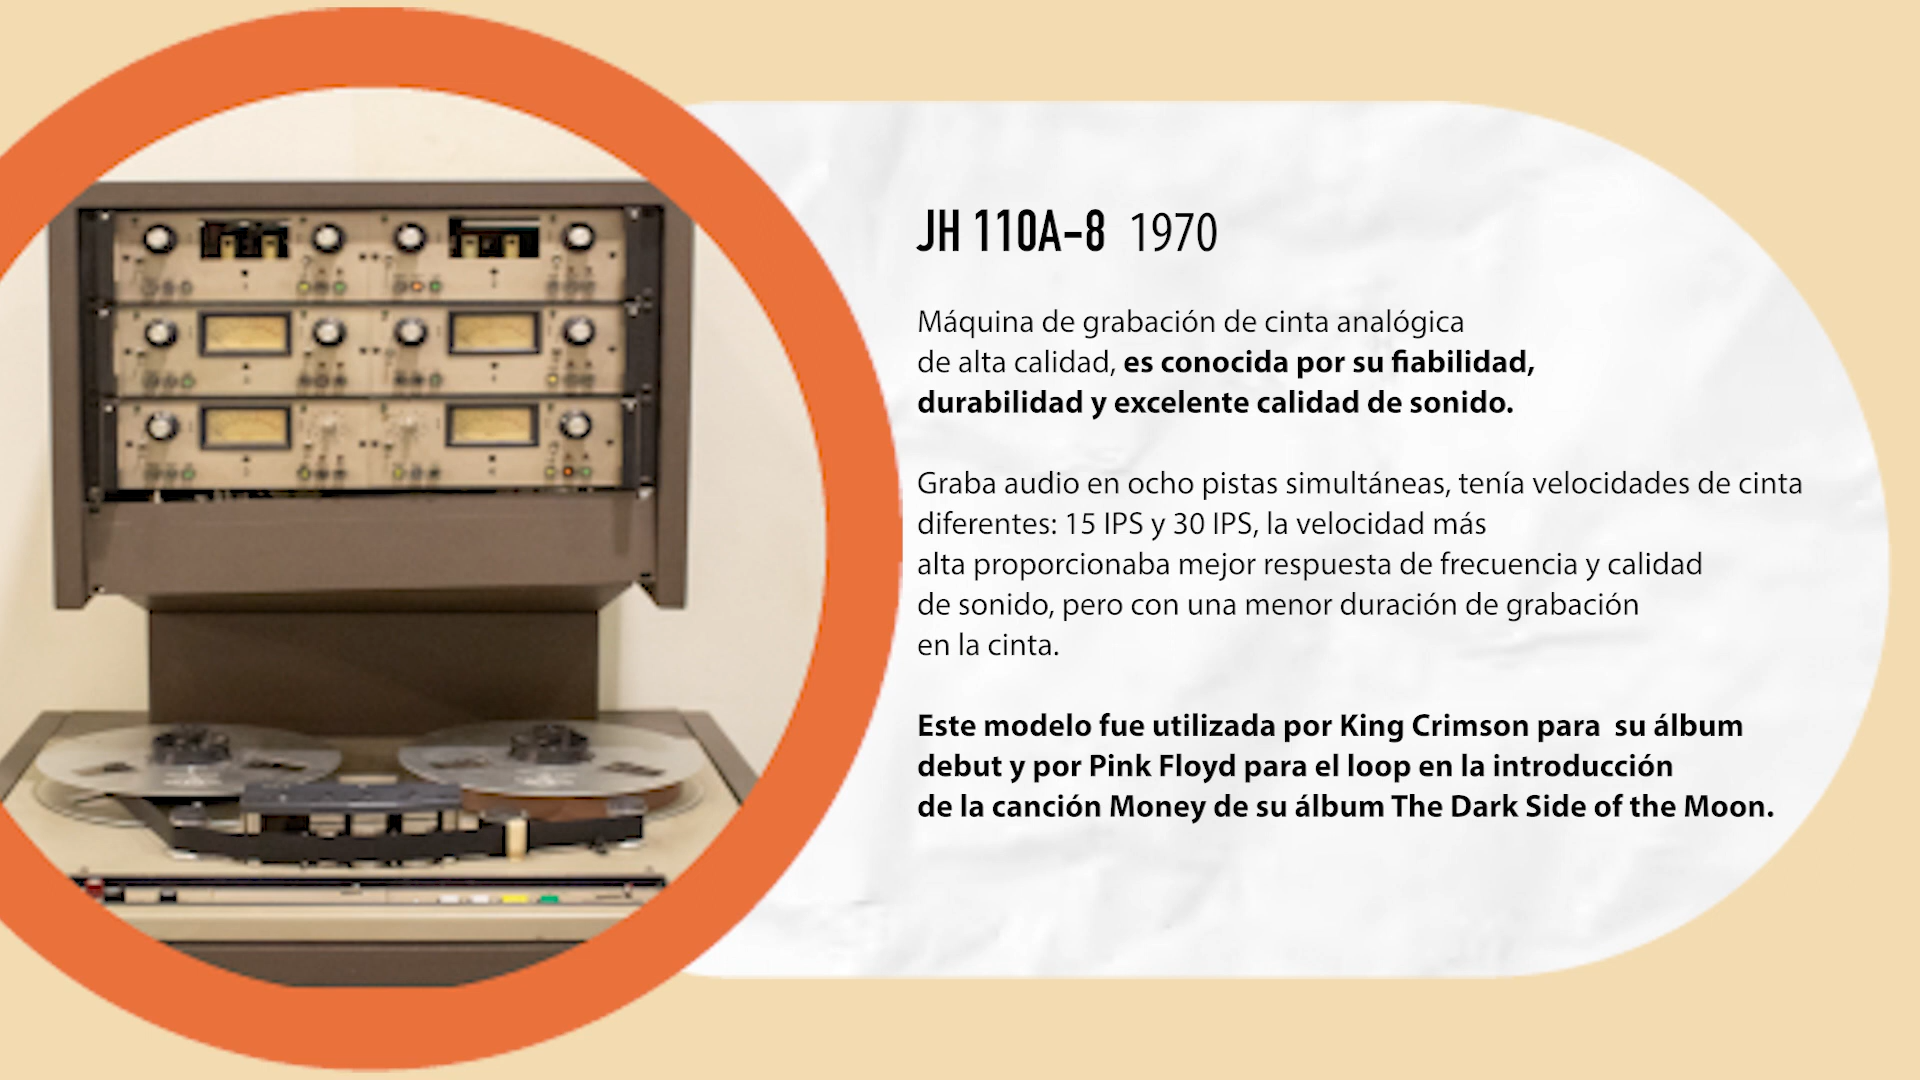 JH 110A-8 1970
Máquina de grabación de cinta analógica
de alta calidad, es conocida por su fiabilidad,
durabilidad y excelente calidad de sonido.
Graba audio en ocho pistas simultáneas, tenía velocidades de cinta
diferentes: 15 IPS y 30 IPS, la velocidad más
alta proporcionaba mejor respuesta de frecuencia y calidad
de sonido, pero con una menor duración de grabación
en la cinta.
Este modelo fue utilizada por King Crimson para  su álbum
debut y por Pink Floyd para el loop en la introducción
de la canción Money de su álbum The Dark Side of the Moon.